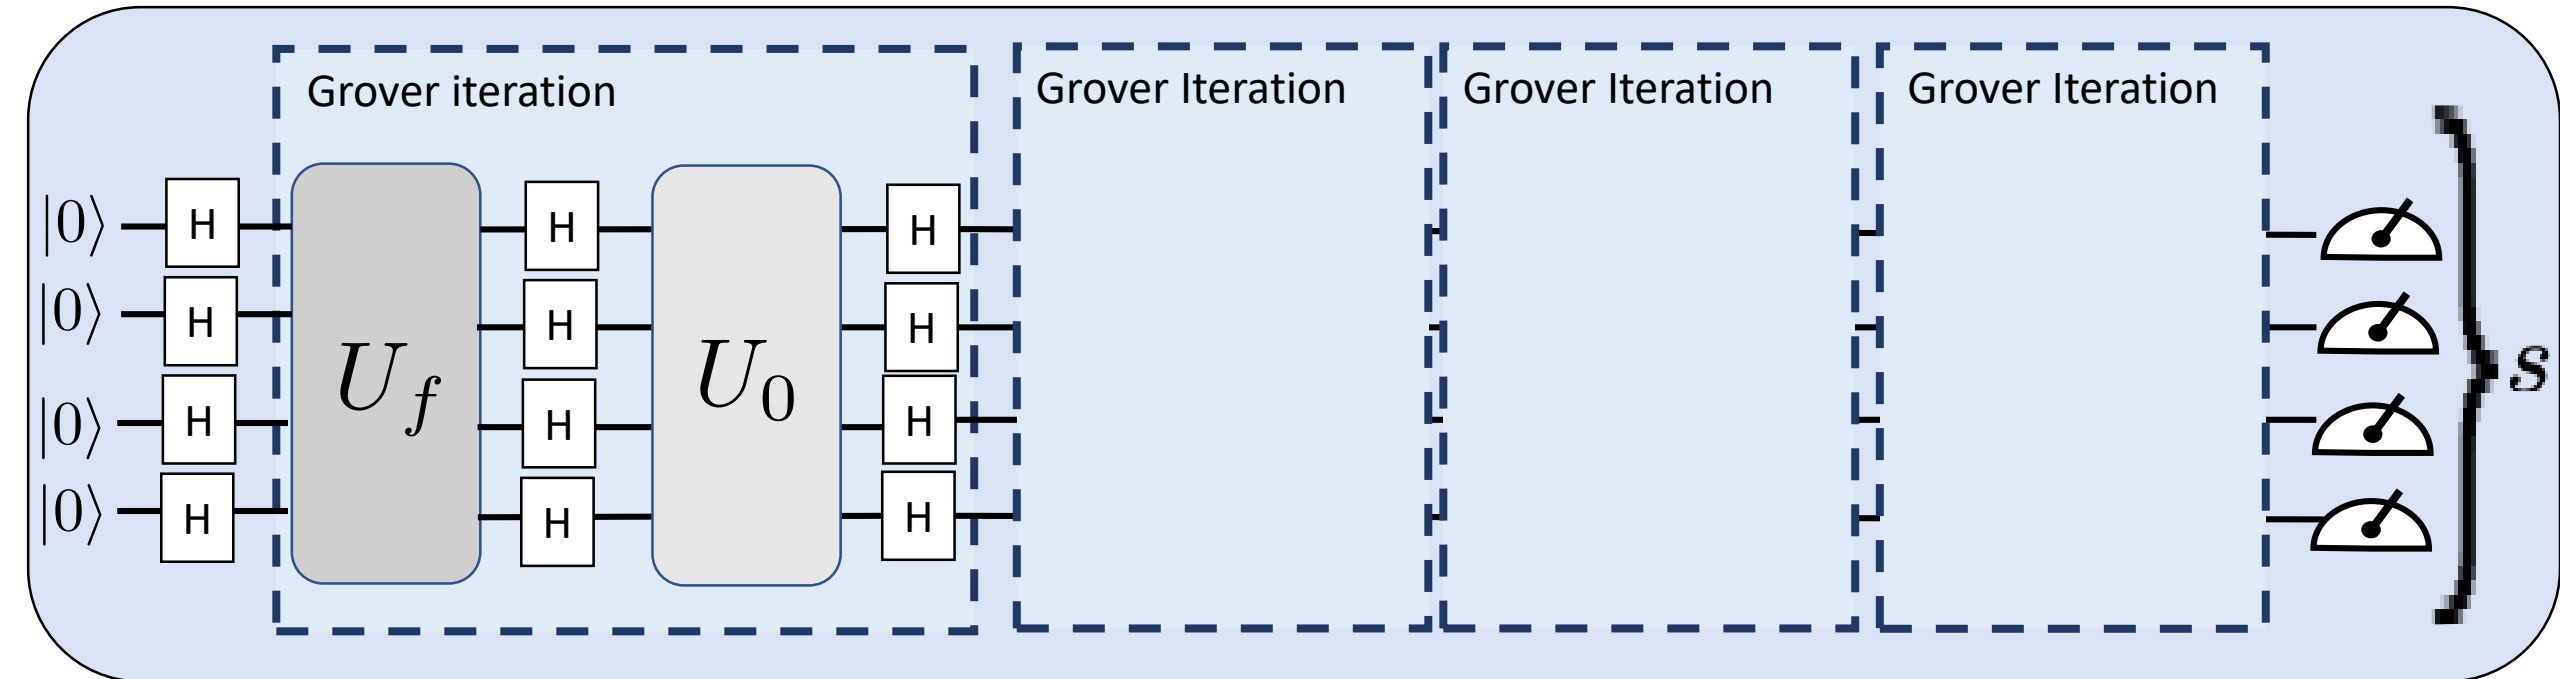 Grover iteration Grover Iteration Grover Iteration Grover Iteration
|0⟩ H H H
|0⟩ H H H
U_f U_0 s
|0⟩ H H H
|0⟩ H H H